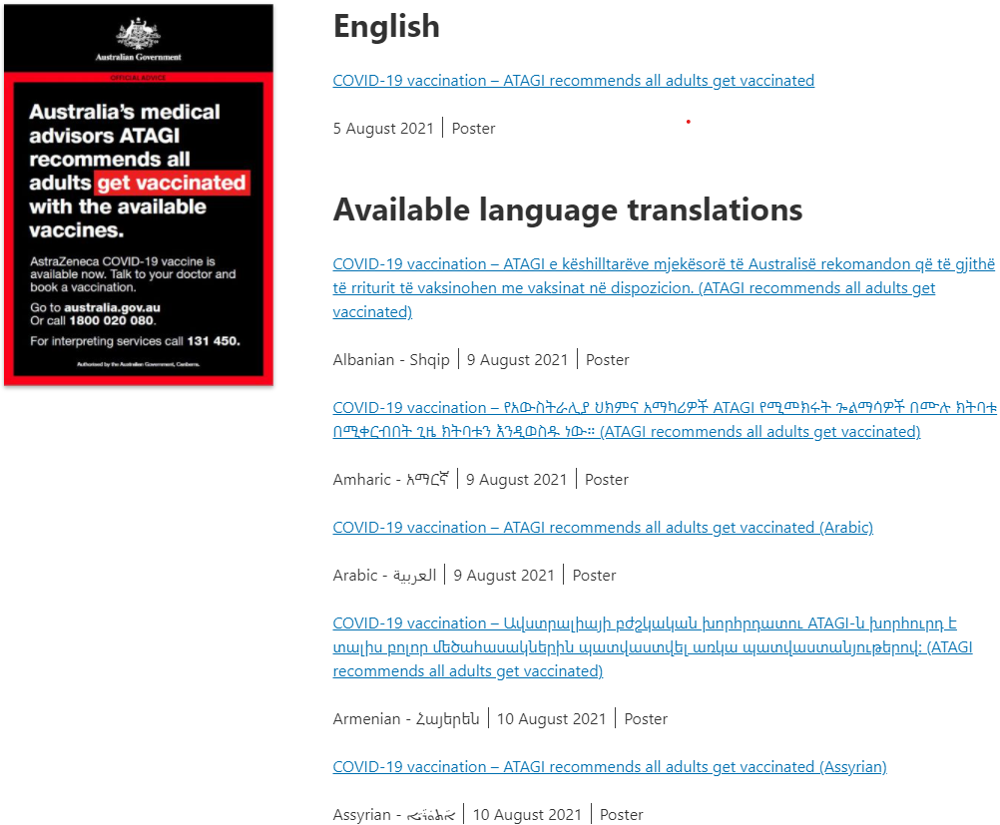 Australian Government
OFFICIAL ADVICE
Australia's medical
advisors ATAGI
recommends all
adults get vaccinated
with the available
vaccines.
AstraZeneca COVID-19 vaccine is
available now. Talk to your doctor and
book a vaccination.
Go to australia.gov.au
Or call 1800 020 080.
For interpreting services call 131 450.
Authorised by the Australian Government, Canberra.
English
COVID-19 vaccination – ATAGI recommends all adults get vaccinated
5 August 2021 | Poster
Available language translations
COVID-19 vaccination – ATAGI e këshilltarëve mjekësorë të Australisë rekomandon që të gjithë
të rriturit të vaksinohen me vaksinat në dispozicion. (ATAGI recommends all adults get
vaccinated)
Albanian - Shqip | 9 August 2021 | Poster
COVID-19 vaccination – የአውስትራሊያ ህክምና አማካሪዎች ATAGI የሚመክሩት ጐልማሳዎች በሙሉ ክትባቱ
በሚቀርብበት ጊዜ ክትባቱን እንዲወስዱ ነው። (ATAGI recommends all adults get vaccinated)
Amharic - አማርኛ | 9 August 2021 | Poster
COVID-19 vaccination – ATAGI recommends all adults get vaccinated (Arabic)
Arabic - العربية | 9 August 2021 | Poster
COVID-19 vaccination – Ավստրալիայի բժշկական խորհրդատու ATAGI-ն խորհուրդ է
տալիս բոլոր մեծահասակներին պատվաստվել առկա պատվաստանյութերով: (ATAGI
recommends all adults get vaccinated)
Armenian - Հայերեն | 10 August 2021 | Poster
COVID-19 vaccination – ATAGI recommends all adults get vaccinated (Assyrian)
Assyrian - | 10 August 2021 | Poster